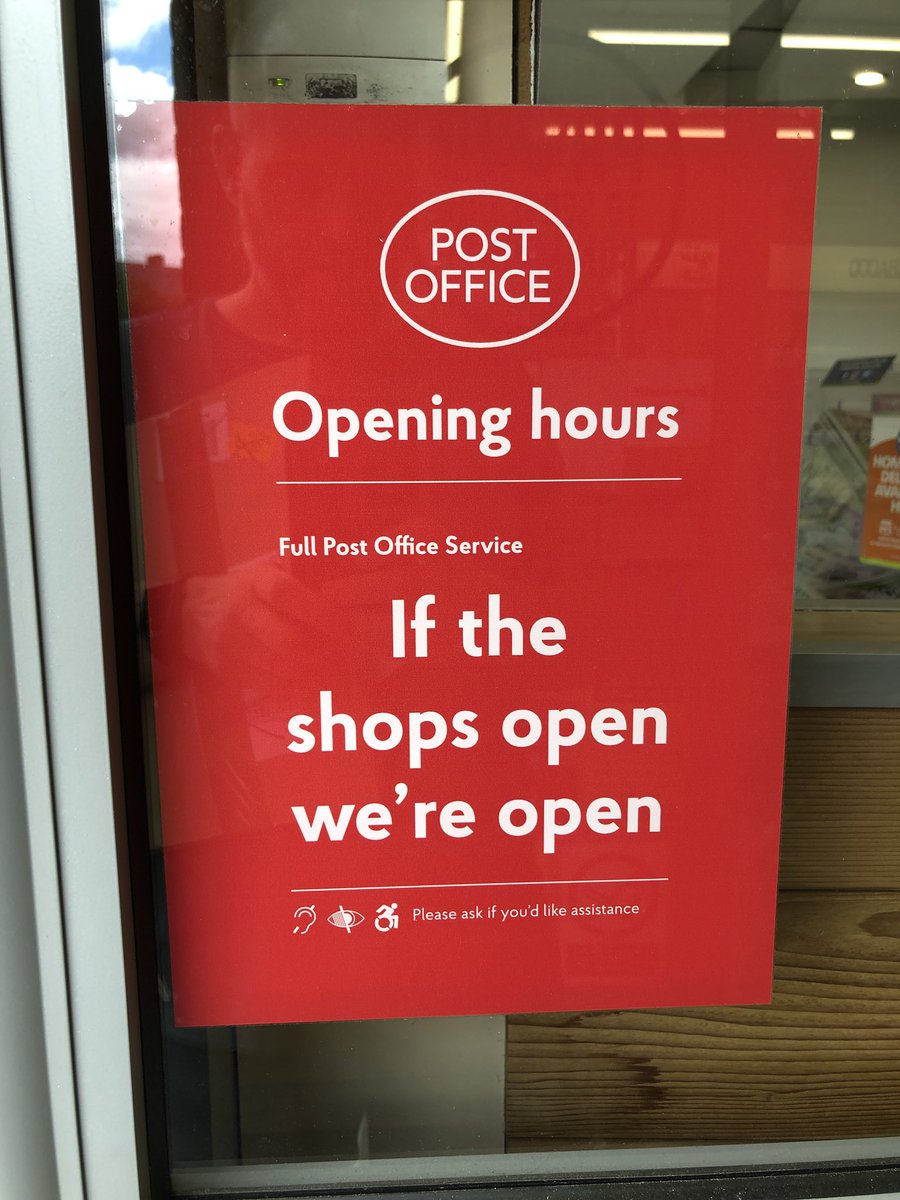 POST
OFFICE
Opening hours
Full Post Office Service
If the
shops open
we're open
Please ask if you'd like assistance